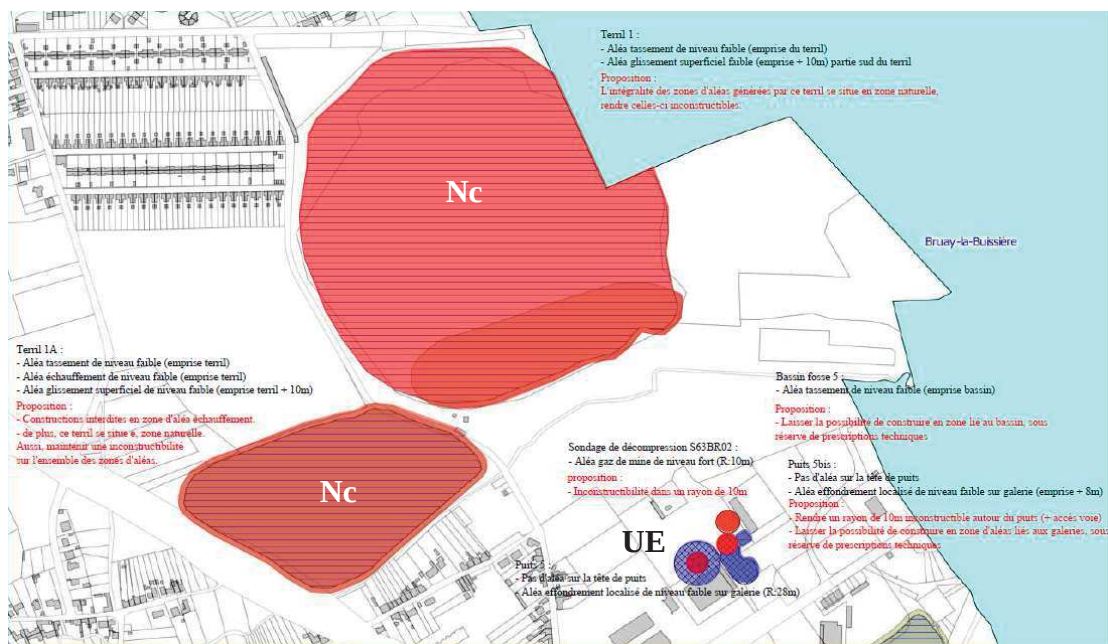 Terril 1 :
- Aléa tassement de niveau faible (emprise du terril)
- Aléa glissement superficiel faible (emprise + 10m) partie sud du terril
Proposition :
L'intégralité des zones d'aléas générées par ce terril se situe en zone naturelle,
rendre celles-ci inconstructibles.
Nc
Bruay-la-Buissière
Terril 1A :
- Aléa tassement de niveau faible (emprise terril)
- Aléa échauffement de niveau faible (emprise terril)
- Aléa glissement superficiel de niveau faible (emprise terril + 10m)
Proposition :
- Constructions interdites en zone d'aléa échauffement.
- de plus, ce terril se situe é, zone naturelle.
Aussi, maintenir une inconstructibilité
sur l'ensemble des zones d'aléas.
Nc
Bassin fosse 5 :
- Aléa tassement de niveau faible (emprise bassin)
Proposition :
- Laisser la possibilité de construire en zone lié au bassin, sous
réserve de prescriptions techniques
Sondage de décompression S63BR02 :
- Aléa gaz de mine de niveau fort (R:10m)
proposition :
- Inconstructibilité dans un rayon de 10m
Puits 5bis :
- Pas d'aléa sur la tête de puits
- Aléa effondrement localisé de niveau faible sur galerie (emprise + 8m)
Proposition :
- Rendre un rayon de 10m inconstructible autour du puits (+ accès voie)
- Laisser la possibilité de construire en zone d'aléas liés aux galeries, sous
réserve de prescriptions techniques
UE
Puits 5 :
- Pas d'aléa sur la tête de puits
- Aléa effondrement localisé de niveau faible sur galerie (R:28m)